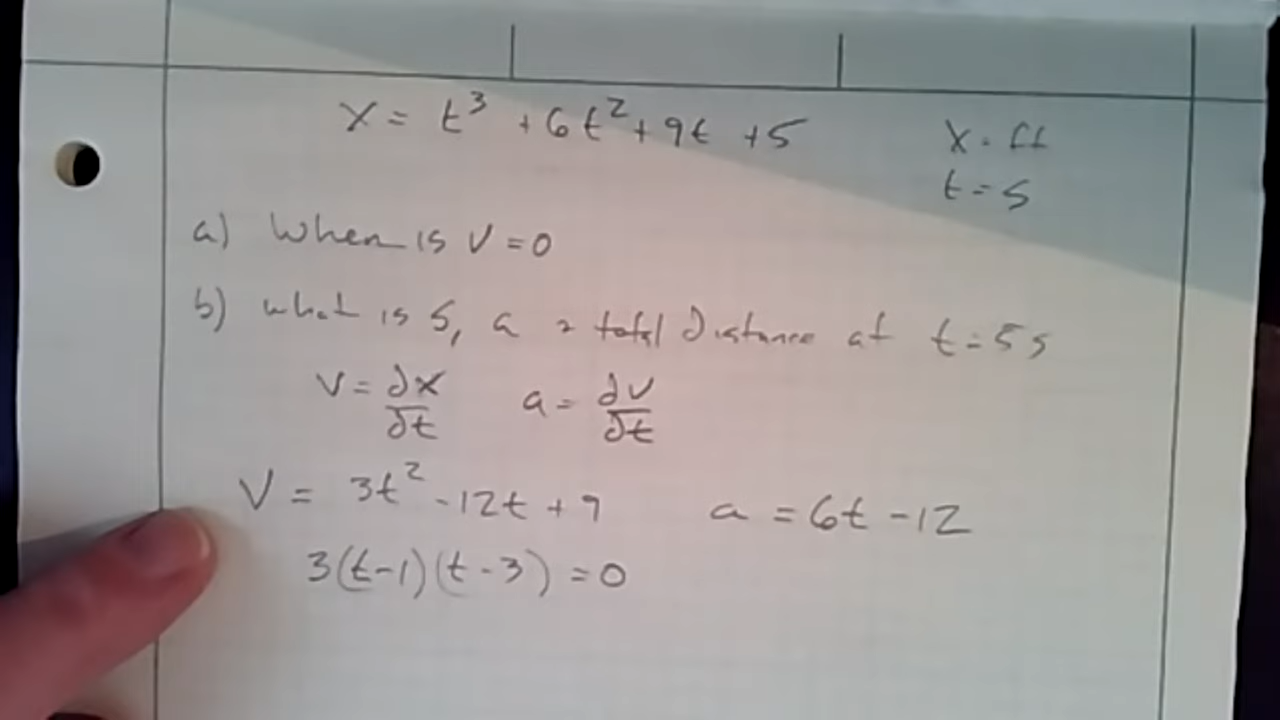 x = t³ + 6t² + 9t + 5
x = ft
t = s
a) When is V = 0
b) what is s, a & total Distance at t = 5 s
V = ∂x/∂t a = ∂V/∂t
V = 3t² - 12t + 9 a = 6t - 12
3(t-1)(t-3) = 0